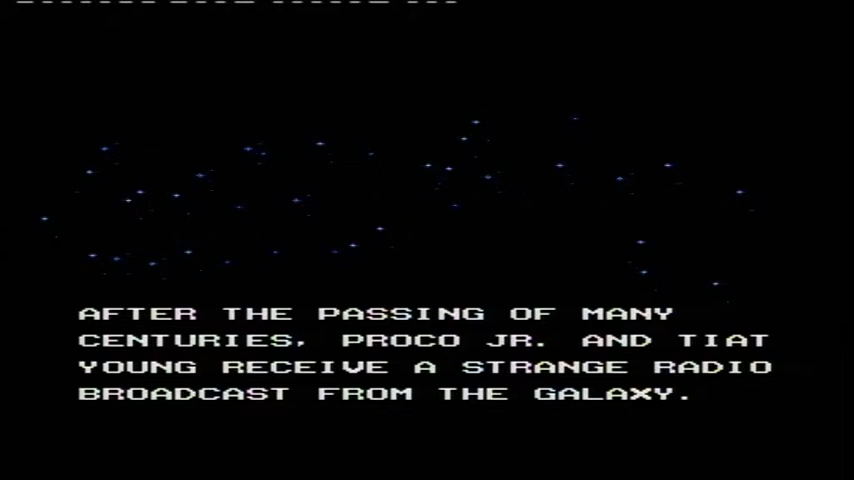 AFTER THE PASSING OF MANY
CENTURIES, PROCO JR. AND TIAT
YOUNG RECEIVE A STRANGE RADIO
BROADCAST FROM THE GALAXY.